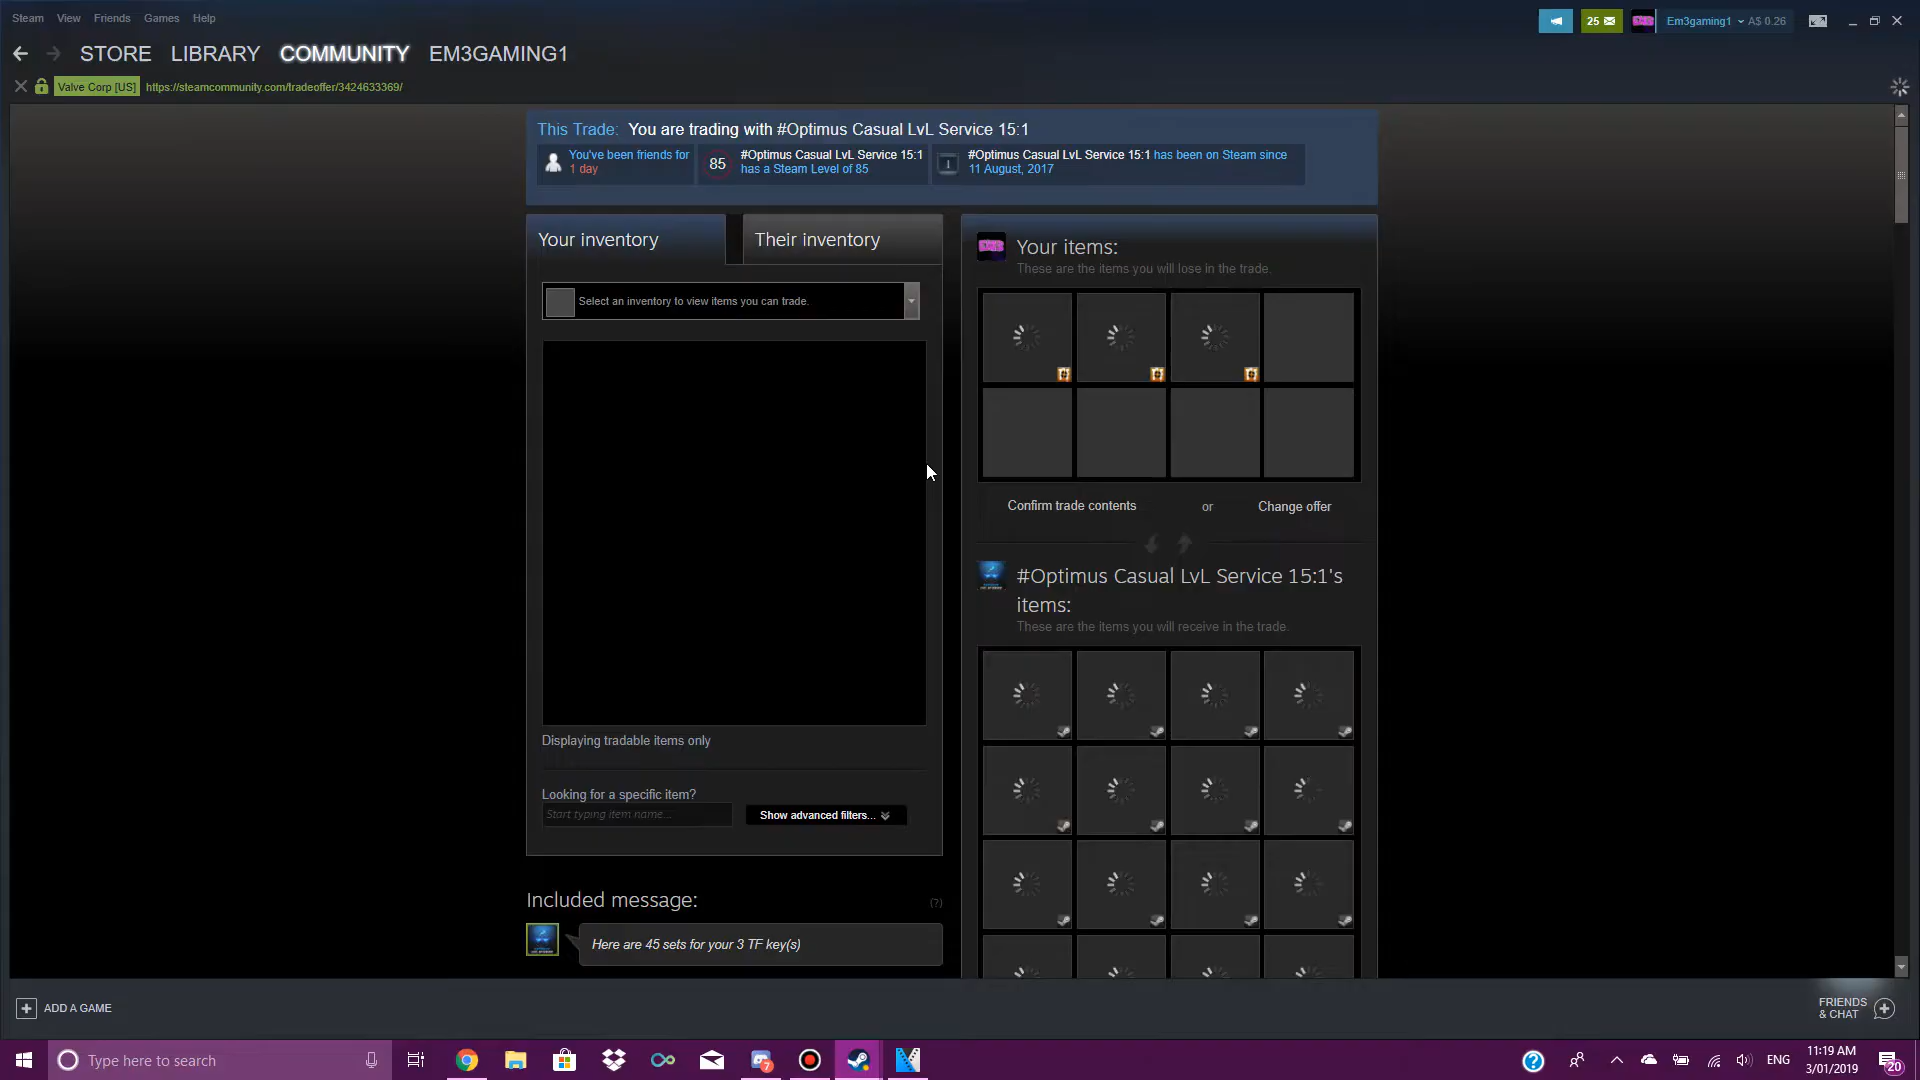 Steam View Friends Games Help
25 Em3gaming1 A$ 0.26
STORE LIBRARY COMMUNITY EM3GAMING1
Valve Corp [US] https://steamcommunity.com/tradeoffer/3424633369/
This Trade: You are trading with #Optimus Casual LvL Service 15:1
You've been friends for
1 day
85
#Optimus Casual LvL Service 15:1
has a Steam Level of 85
#Optimus Casual LvL Service 15:1 has been on Steam since
11 August, 2017
Your inventory
Their inventory
Select an inventory to view items you can trade.
Displaying tradable items only
Looking for a specific item?
Start typing item name...
Show advanced filters...
Included message:
(?)
Here are 45 sets for your 3 TF key(s)
Your items:
These are the items you will lose in the trade.
Confirm trade contents or Change offer
#Optimus Casual LvL Service 15:1's
items:
These are the items you will receive in the trade.
ADD A GAME
FRIENDS
& CHAT
Type here to search
7
ENG
11:19 AM
3/01/2019
20